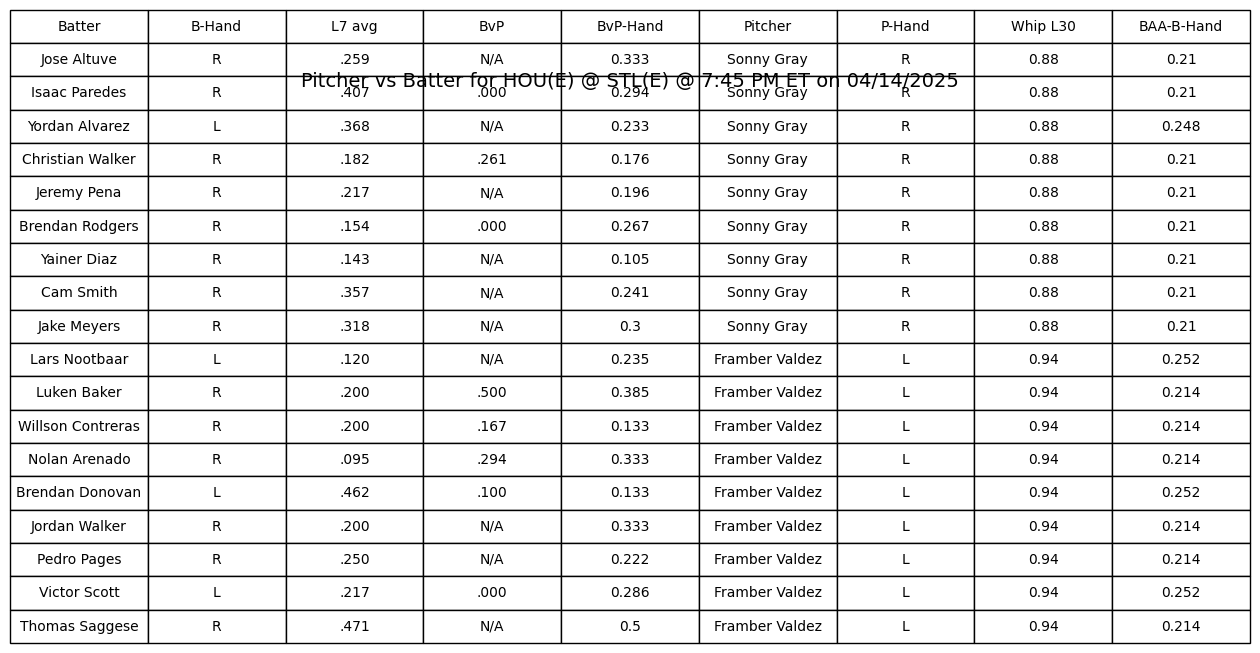 Batter B-Hand L7 avg BvP BvP-Hand Pitcher P-Hand Whip L30 BAA-B-Hand
Jose Altuve R .259 N/A 0.333 Sonny Gray R 0.88 0.21
Pitcher vs Batter for HOU(E) @ STL(E) @ 7:45 PM ET on 04/14/2025
Isaac Paredes R .407 .000 0.294 Sonny Gray R 0.88 0.21
Yordan Alvarez L .368 N/A 0.233 Sonny Gray R 0.88 0.248
Christian Walker R .182 .261 0.176 Sonny Gray R 0.88 0.21
Jeremy Pena R .217 N/A 0.196 Sonny Gray R 0.88 0.21
Brendan Rodgers R .154 .000 0.267 Sonny Gray R 0.88 0.21
Yainer Diaz R .143 N/A 0.105 Sonny Gray R 0.88 0.21
Cam Smith R .357 N/A 0.241 Sonny Gray R 0.88 0.21
Jake Meyers R .318 N/A 0.3 Sonny Gray R 0.88 0.21
Lars Nootbaar L .120 N/A 0.235 Framber Valdez L 0.94 0.252
Luken Baker R .200 .500 0.385 Framber Valdez L 0.94 0.214
Willson Contreras R .200 .167 0.133 Framber Valdez L 0.94 0.214
Nolan Arenado R .095 .294 0.333 Framber Valdez L 0.94 0.214
Brendan Donovan L .462 .100 0.133 Framber Valdez L 0.94 0.252
Jordan Walker R .200 N/A 0.333 Framber Valdez L 0.94 0.214
Pedro Pages R .250 N/A 0.222 Framber Valdez L 0.94 0.214
Victor Scott L .217 .000 0.286 Framber Valdez L 0.94 0.252
Thomas Saggese R .471 N/A 0.5 Framber Valdez L 0.94 0.214